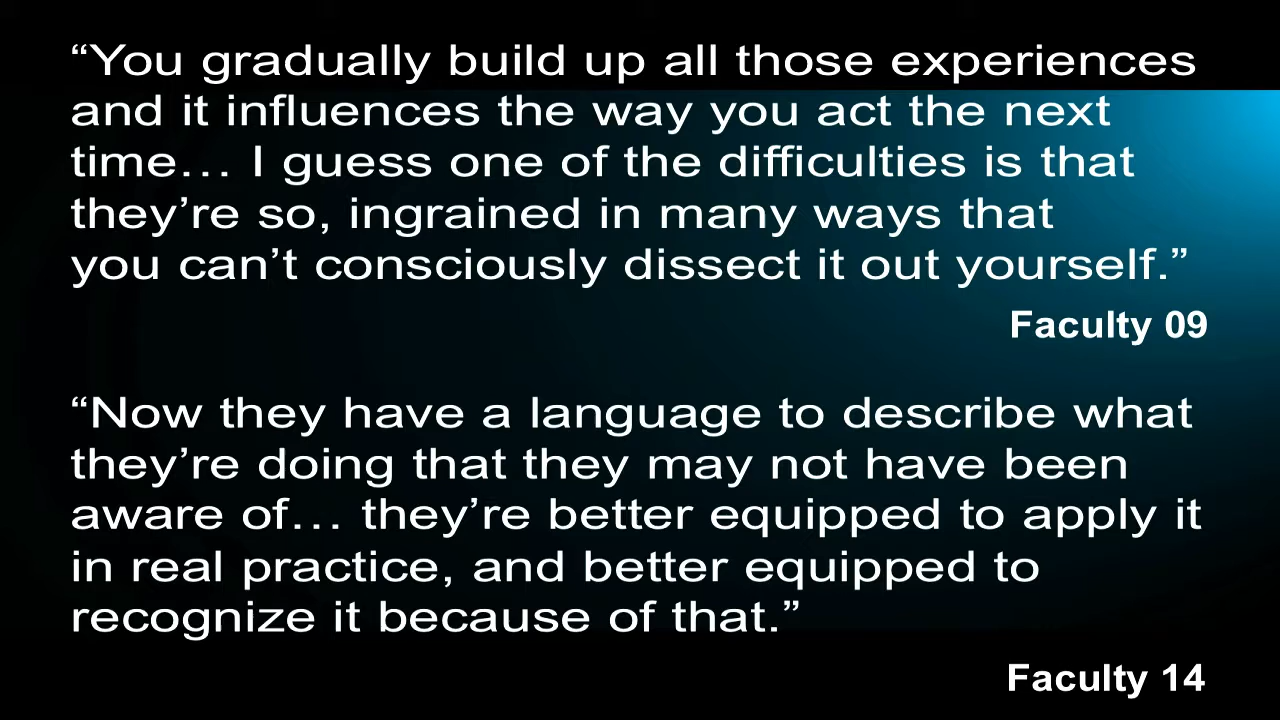 “You gradually build up all those experiences
and it influences the way you act the next
time… I guess one of the difficulties is that
they’re so, ingrained in many ways that
you can’t consciously dissect it out yourself.”
Faculty 09
“Now they have a language to describe what
they’re doing that they may not have been
aware of… they’re better equipped to apply it
in real practice, and better equipped to
recognize it because of that.”
Faculty 14